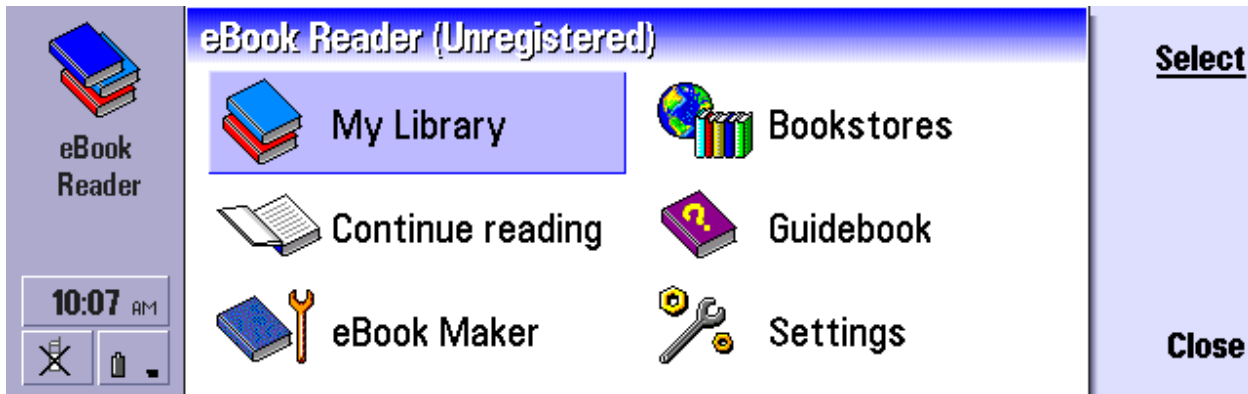 eBook Reader (Unregistered)
eBook
Reader
10:07 AM
My Library
Bookstores
Continue reading
Guidebook
eBook Maker
Settings
Select
Close